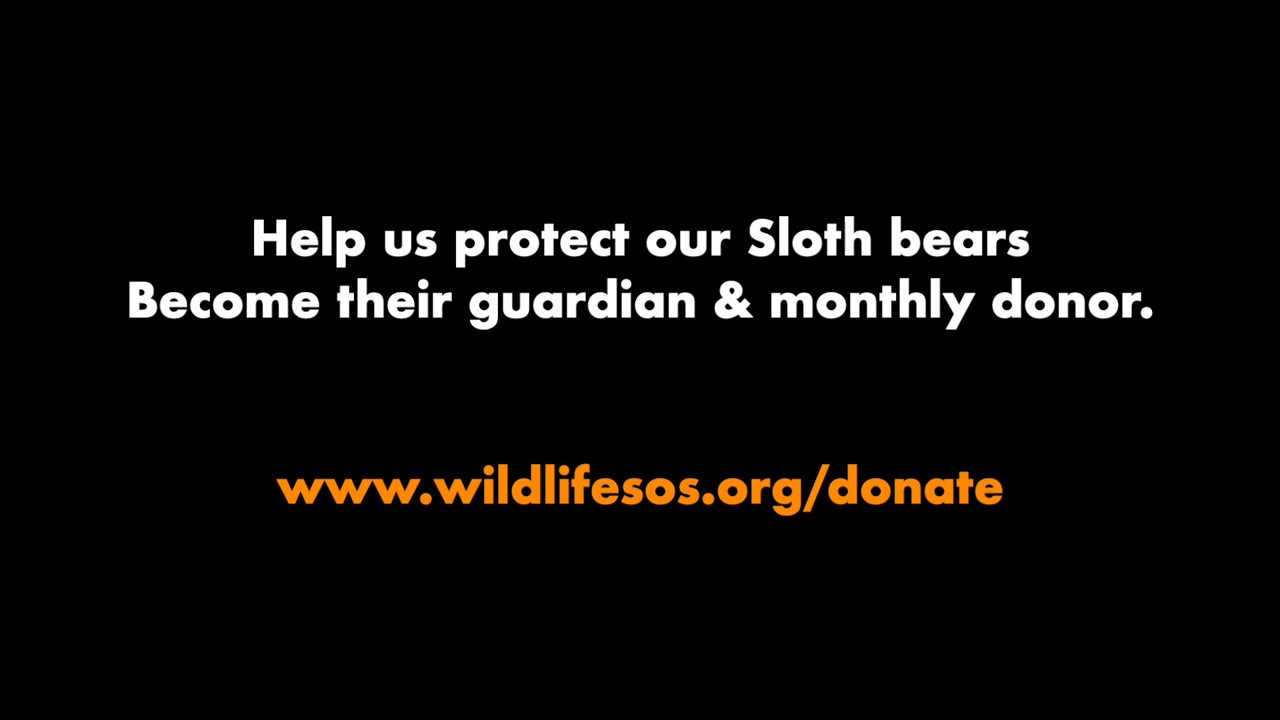 Help us protect our Sloth bears
Become their guardian & monthly donor.
www.wildlifesos.org/donate